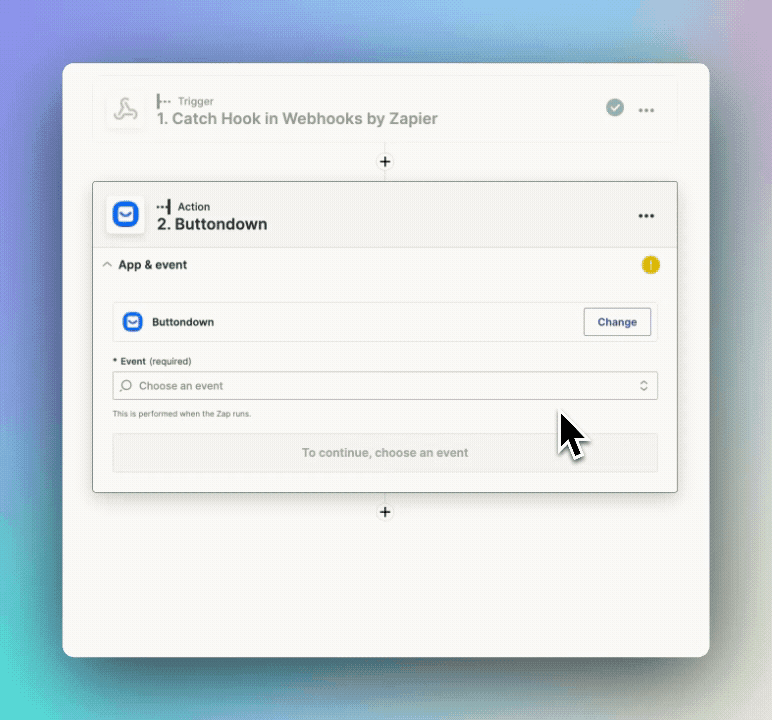 Trigger
1. Catch Hook in Webhooks by Zapier
Action
2. Buttondown
App & event
!
Buttondown
Change
* Event (required)
Choose an event
This is performed when the Zap runs.
To continue, choose an event